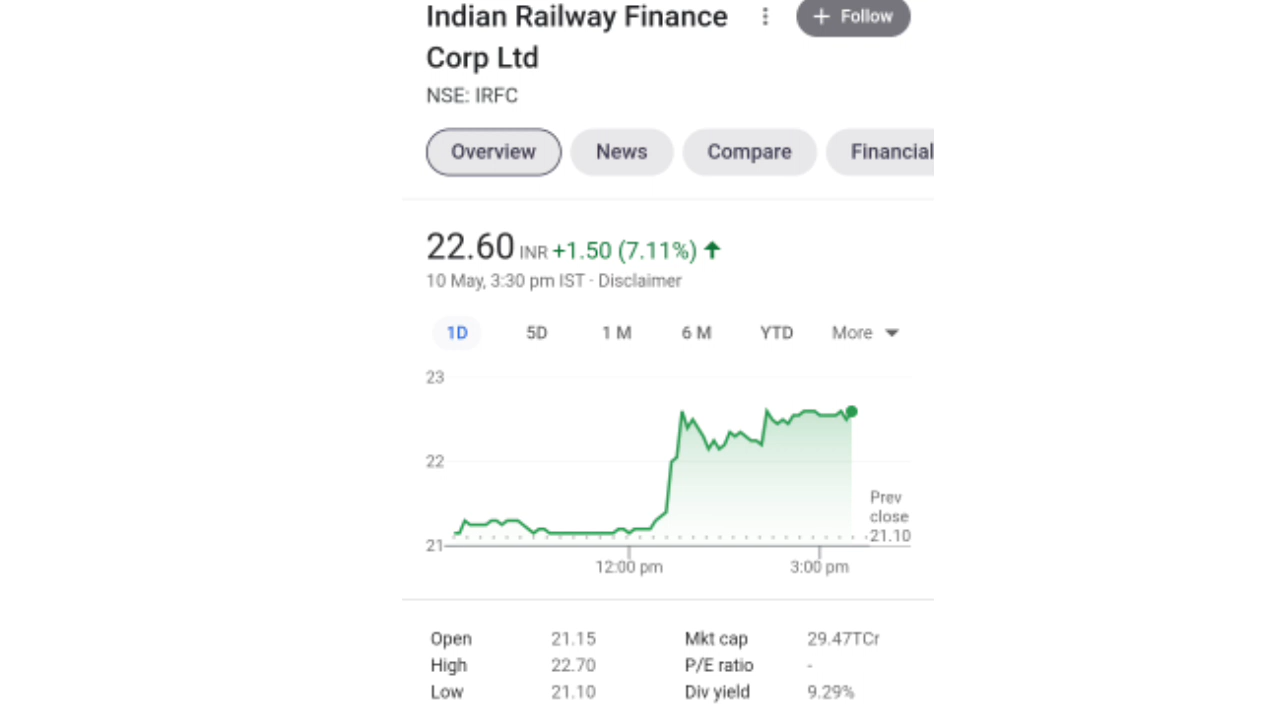 Indian Railway Finance
Corp Ltd
+ Follow
NSE: IRFC
Overview News Compare Financial
22.60 INR +1.50 (7.11%) ↑
10 May, 3:30 pm IST · Disclaimer
1D 5D 1 M 6 M YTD More
23
22
21
Prev
close
21.10
12:00 pm 3:00 pm
Open 21.15 Mkt cap 29.47TCr
High 22.70 P/E ratio -
Low 21.10 Div yield 9.29%